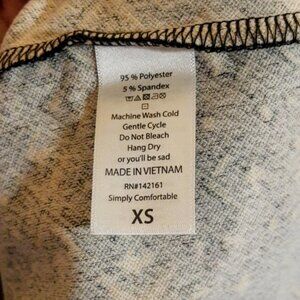 95 % Polyester
5 % Spandex
Machine Wash Cold
Gentle Cycle
Do Not Bleach
Hang Dry
or you'll be sad
MADE IN VIETNAM
RN#142161
Simply Comfortable
XS